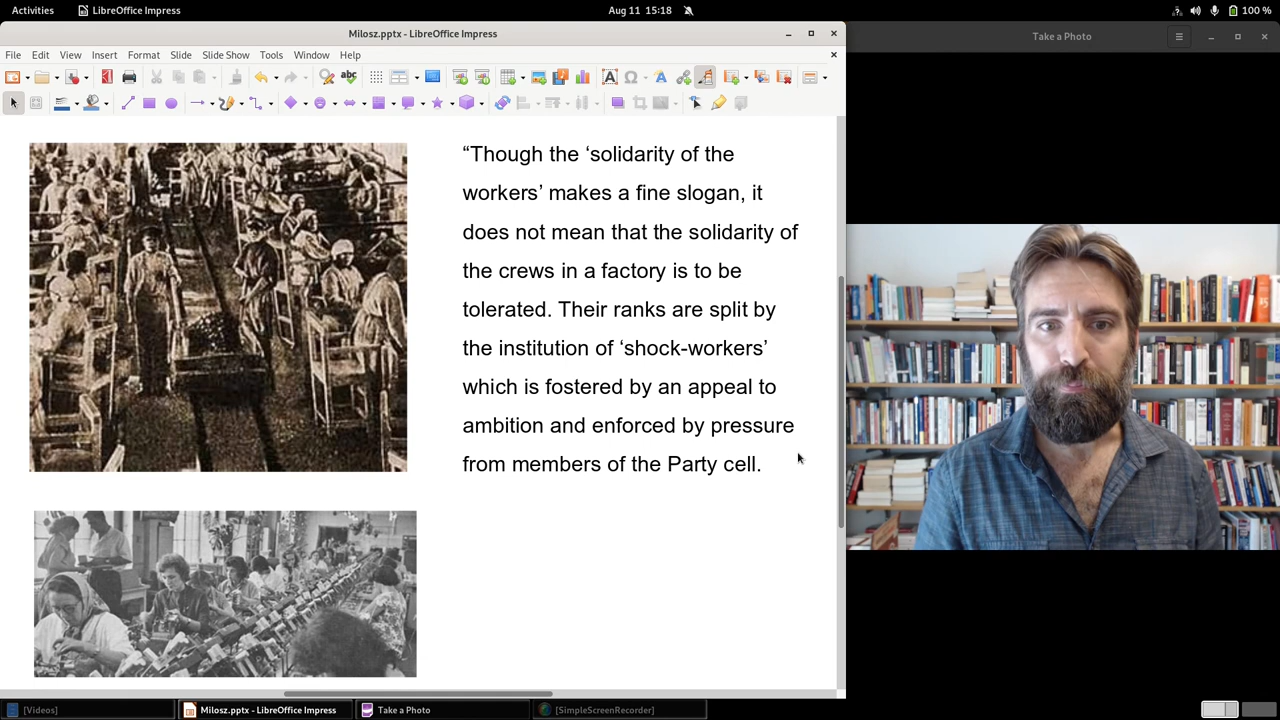 Activities
LibreOffice Impress
Aug 11 15:18
100 %
Milosz.pptx - LibreOffice Impress
Take a Photo
File Edit View Insert Format Slide Slide Show Tools Window Help
“Though the ‘solidarity of the
workers’ makes a fine slogan, it
does not mean that the solidarity of
the crews in a factory is to be
tolerated. Their ranks are split by
the institution of ‘shock-workers’
which is fostered by an appeal to
ambition and enforced by pressure
from members of the Party cell.
[Videos]
Milosz.pptx - LibreOffice Impress
Take a Photo
[SimpleScreenRecorder]